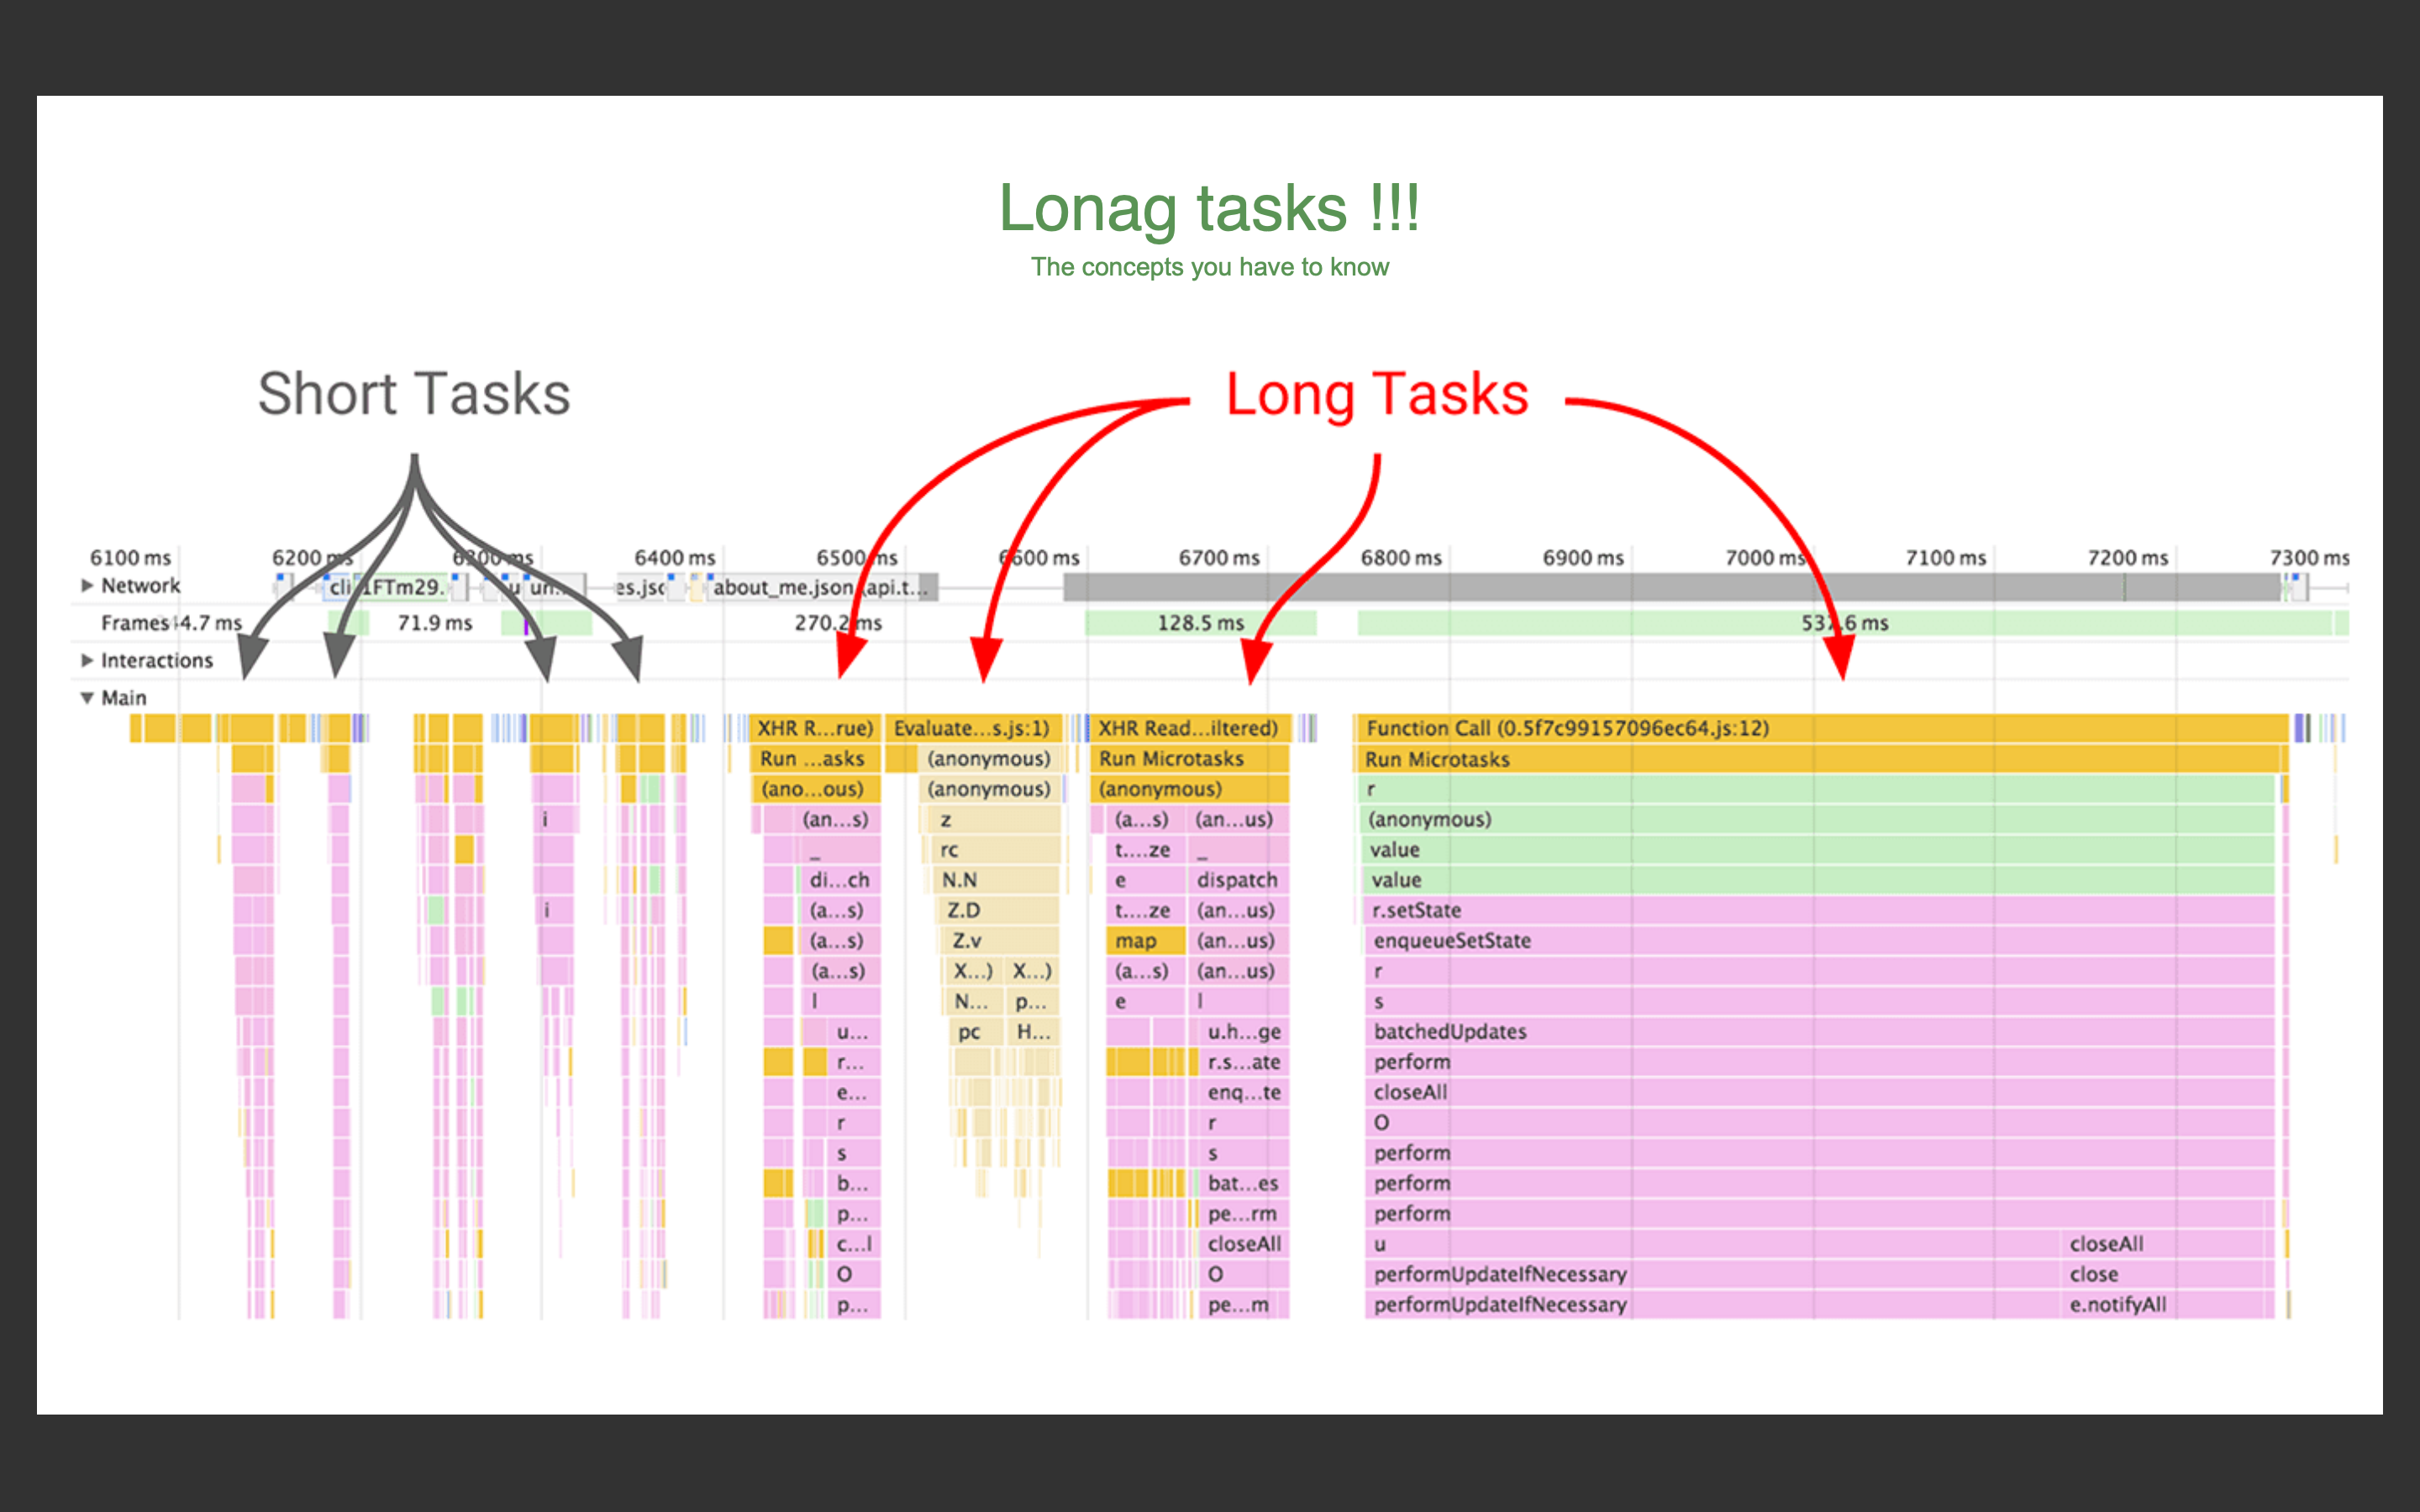 Lonag tasks !!!
The concepts you have to know
Short Tasks
Long Tasks
6100 ms 6200 ms 6300 ms 6400 ms 6500 ms 6600 ms 6700 ms 6800 ms 6900 ms 7000 ms 7100 ms 7200 ms 7300 ms
Network cli 1FTm29. u un... es.jsc about_me.json (api.t...
Frames 4.7 ms 71.9 ms 270.2 ms 128.5 ms 537.6 ms
Interactions
Main
XHR R...rue) Evaluate...s.js:1) XHR Read...iltered) Function Call (0.5f7c99157096ec64.js:12)
Run ...asks (anonymous) Run Microtasks Run Microtasks
(ano...ous) (anonymous) (anonymous) r
i (an...s) z (a...s) (an...us) (anonymous)
_ rc t....ze _ value
di...ch N.N e dispatch value
i (a...s) Z.D t....ze (an...us) r.setState
(a...s) Z.v map (an...us) enqueueSetState
(a...s) X...) X...) (a...s) (an...us) r
l N... p... e l s
u... pc H... u.h...ge batchedUpdates
r... r.s...ate perform
e... enq...te closeAll
r r O
s s perform
b... bat...es perform
p... pe...rm perform
c...l closeAll u closeAll
O O performUpdateIfNecessary close
p... pe...m performUpdateIfNecessary e.notifyAll